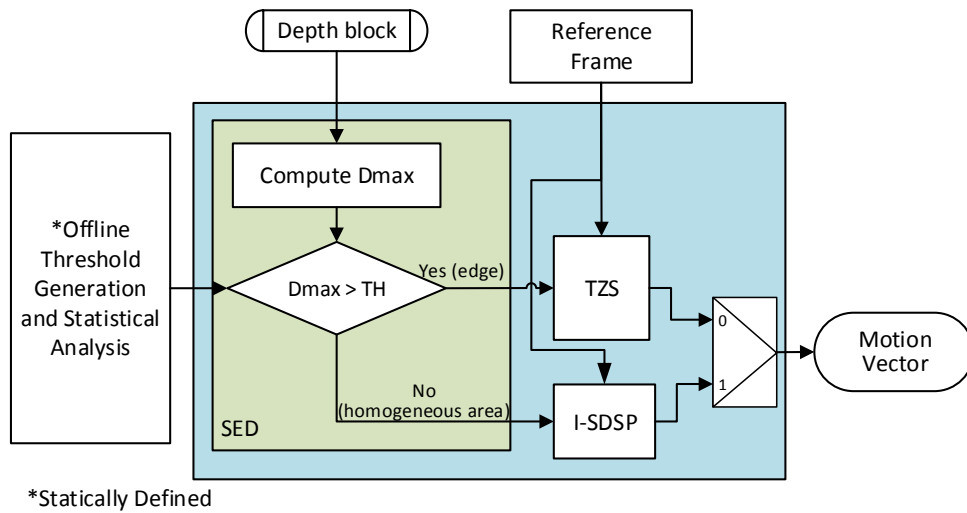 Depth block
Reference
Frame
Compute Dmax
*Offline
Threshold
Generation
and Statistical
Analysis
Dmax > TH
Yes (edge)
TZS
0
Motion
Vector
1
No
(homogeneous area)
I-SDSP
SED
*Statically Defined